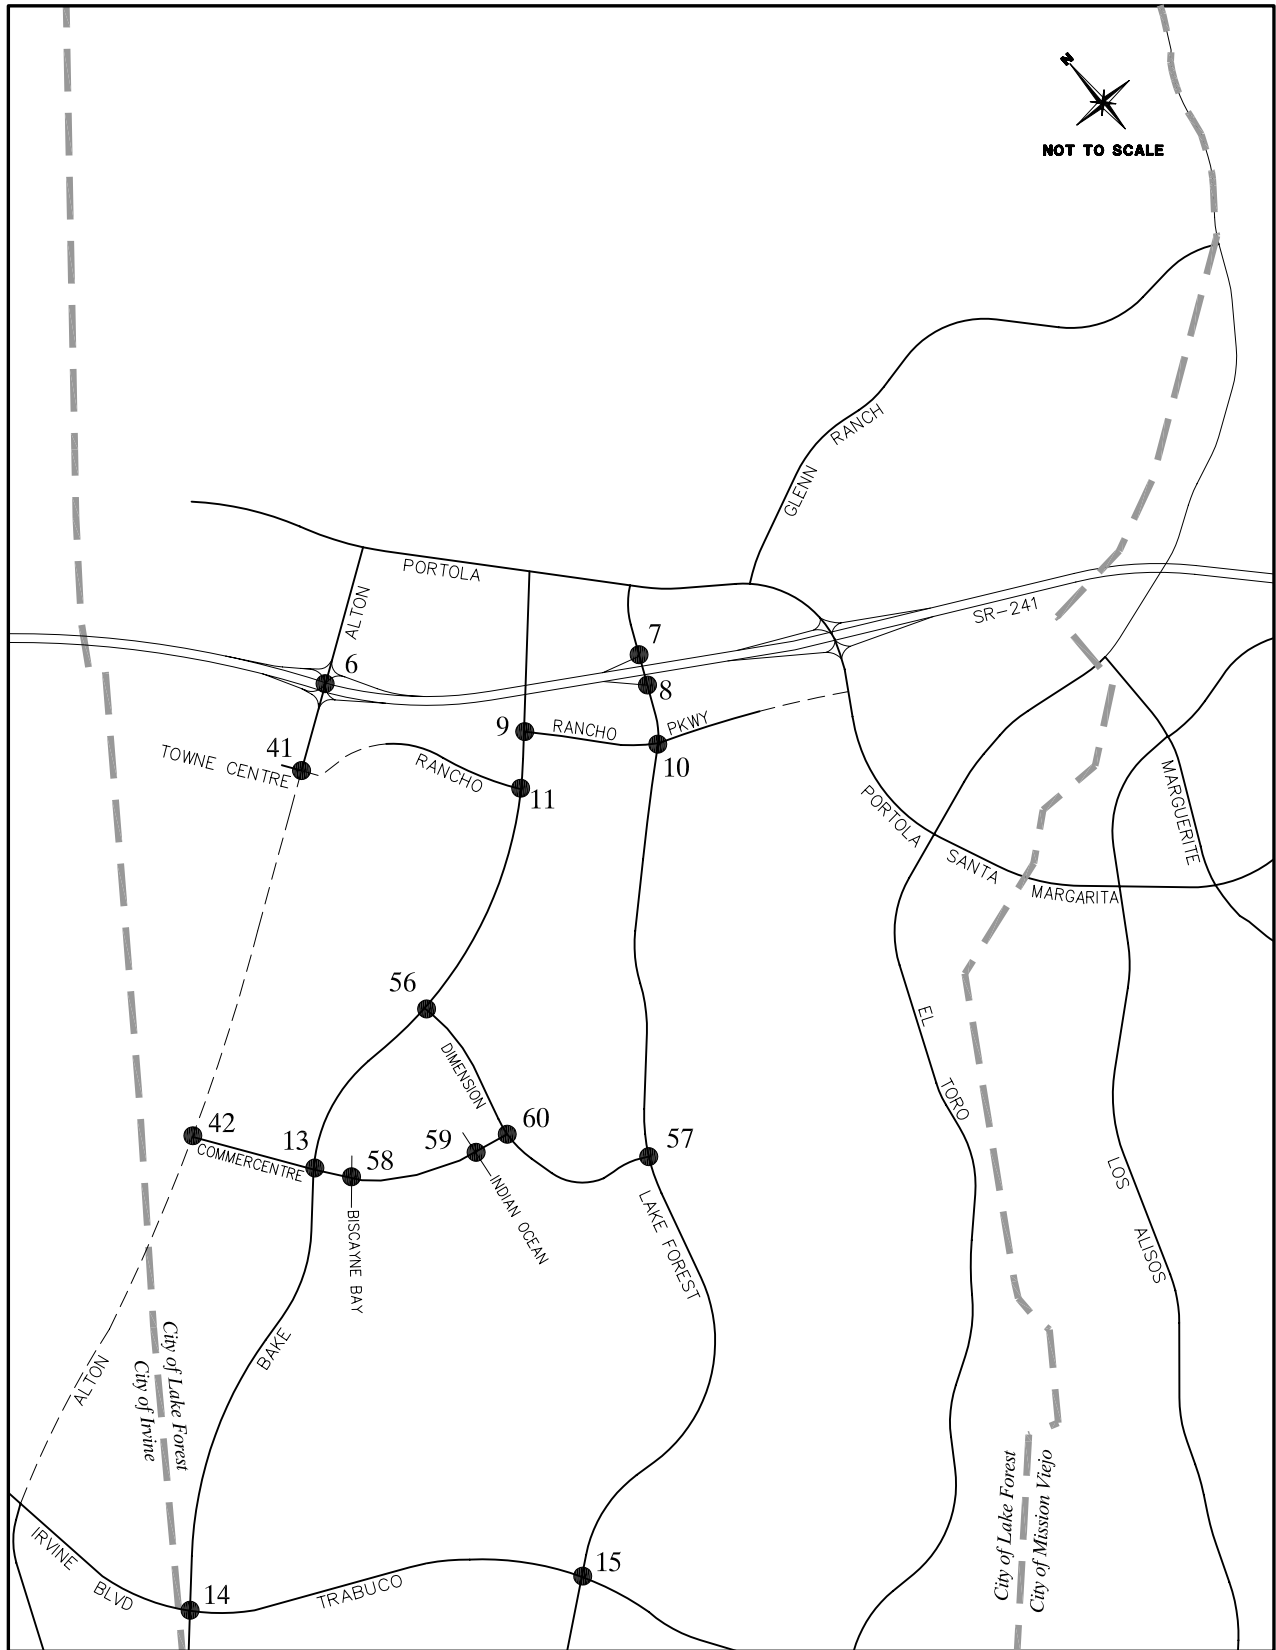 N
NOT TO SCALE
GLENN RANCH
PORTOLA
ALTON
SR-241
7
6
8
9
RANCHO
PKWY
41
TOWNE CENTRE
RANCHO
10
11
PORTOLA
SANTA
MARGARITA
MARGUERITE
56
DIMENSION
EL
TORO
42
13
COMMERCENTRE
58
59
60
57
INDIAN OCEAN
BISCAYNE BAY
LAKE FOREST
LOS
ALISOS
BAKE
ALTON
City of Lake Forest
City of Irvine
City of Lake Forest
City of Mission Viejo
IRVINE
BLVD
14
TRABUCO
15